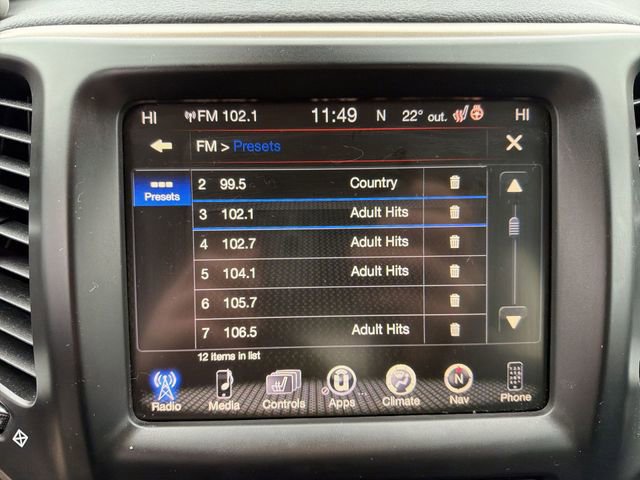 HI FM 102.1 11:49 N 22° out. HI
FM > Presets
Presets
2 99.5 Country
3 102.1 Adult Hits
4 102.7 Adult Hits
5 104.1 Adult Hits
6 105.7
7 106.5 Adult Hits
12 items in list
Radio Media Controls Apps Climate Nav Phone
N